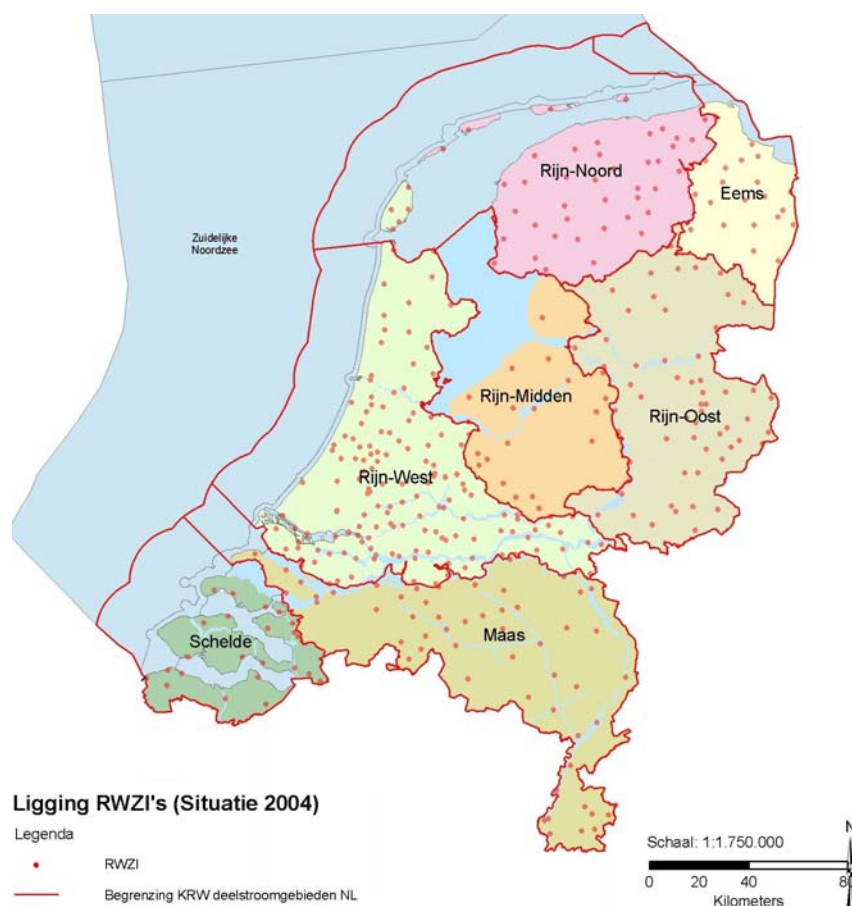 Rijn-Noord
Eems
Zuidelijke
Noordzee
Rijn-Midden
Rijn-Oost
Rijn-West
Schelde
Maas
Ligging RWZI's (Situatie 2004)
Legenda
RWZI
Begrenzing KRW deelstroomgebieden NL
N
Schaal: 1:1.750.000
0 20 40 80
Kilometers